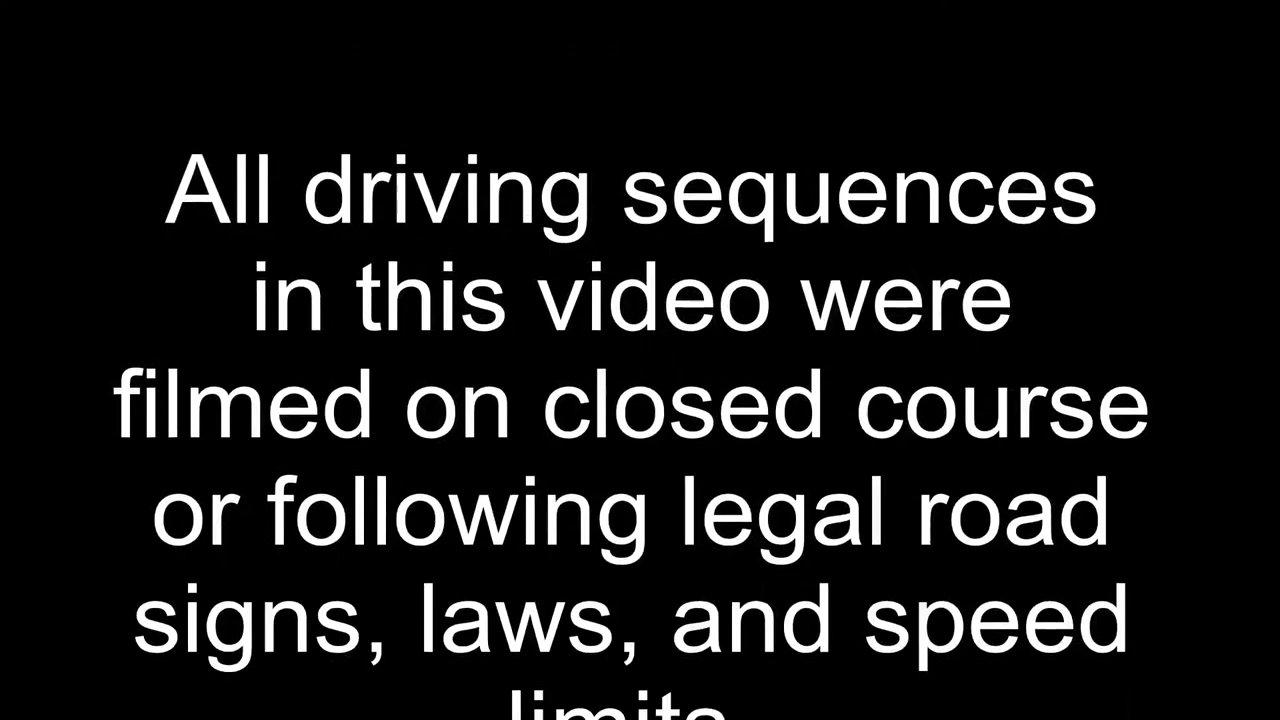 All driving sequences
in this video were
filmed on closed course
or following legal road
signs, laws, and speed
limits